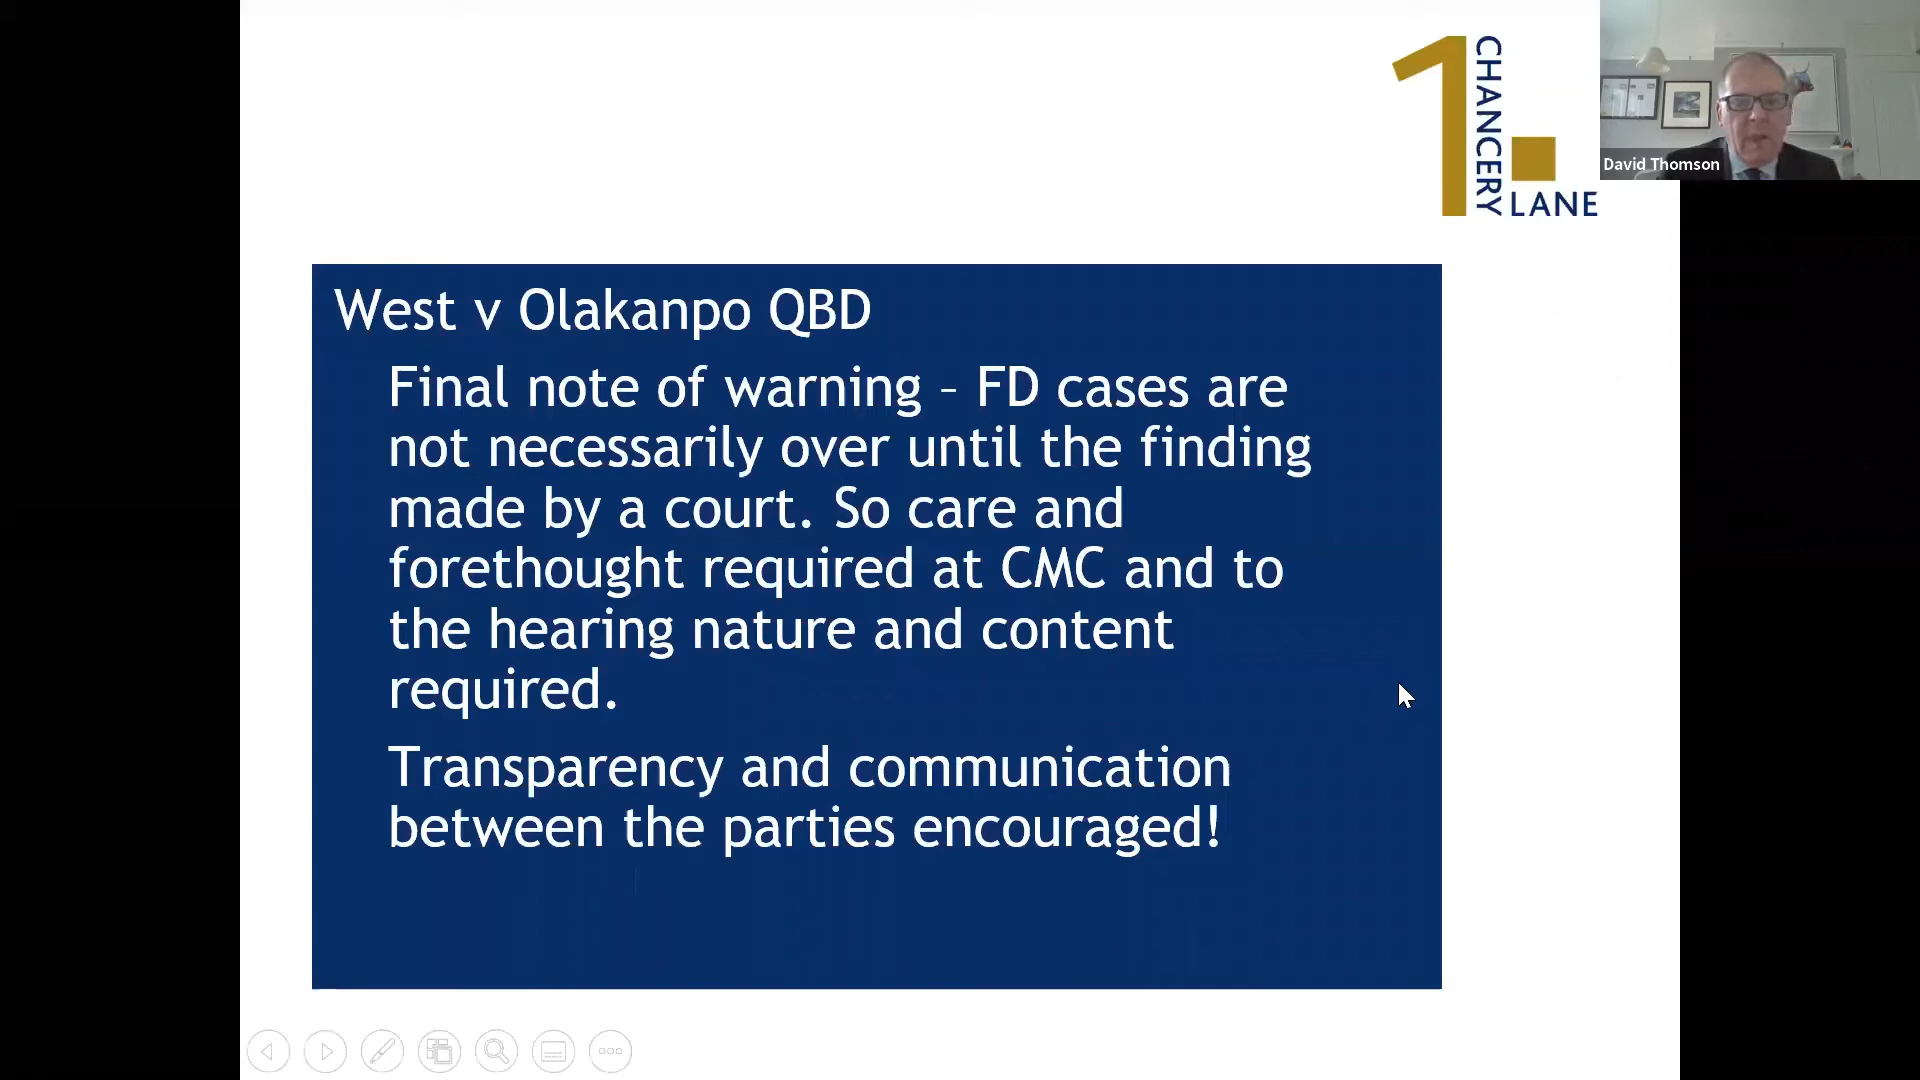 1
CHANCERY
LANE
David Thomson
West v Olakanpo QBD
Final note of warning – FD cases are
not necessarily over until the finding
made by a court. So care and
forethought required at CMC and to
the hearing nature and content
required.
Transparency and communication
between the parties encouraged!